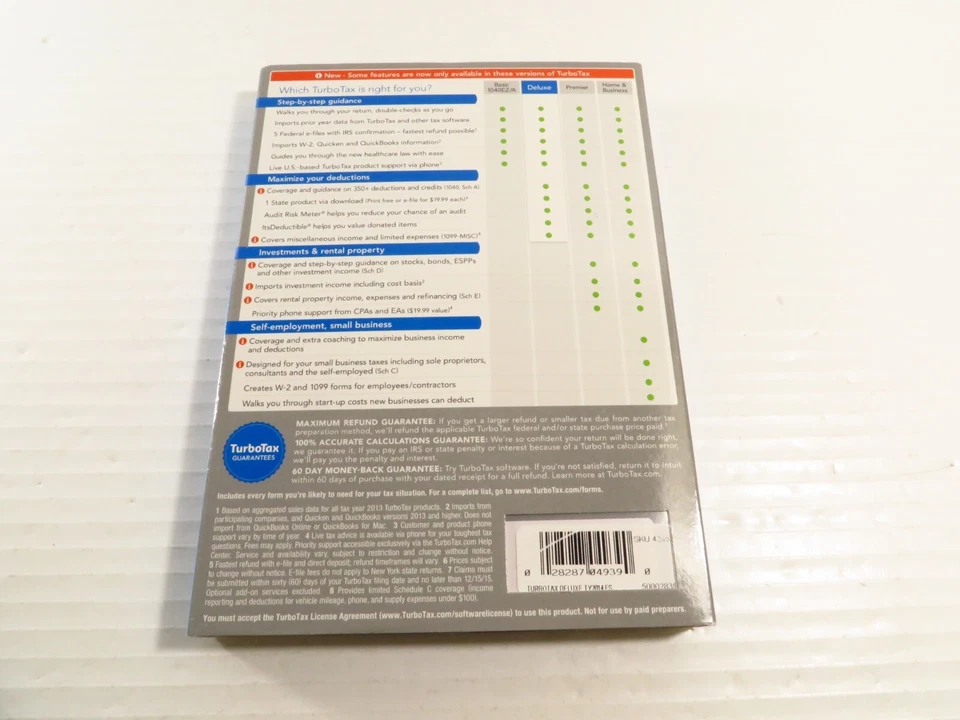 New - Some features are now only available in these versions of TurboTax
Which TurboTax is right for you?
Basic 1040EZ/A
Deluxe
Premier
Home & Business
Step-by-step guidance
Walks you through your return, double-checks as you go
Imports prior year data from TurboTax and other tax software
5 Federal e-files with IRS confirmation – fastest refund possible¹
Imports W-2, Quicken and QuickBooks information²
Guides you through the new healthcare law with ease
Live U.S.-based TurboTax product support via phone³
Maximize your deductions
Coverage and guidance on 350+ deductions and credits (1040, Sch A)
1 State product via download (Print free or e-file for $19.99 each)⁶
Audit Risk Meter® helps you reduce your chance of an audit
ItsDeductible® helps you value donated items
Covers miscellaneous income and limited expenses (1099-MISC)⁸
Investments & rental property
Coverage and step-by-step guidance on stocks, bonds, ESPPs
and other investment income (Sch D)
Imports investment income including cost basis²
Covers rental property income, expenses and refinancing (Sch E)
Priority phone support from CPAs and EAs ($19.99 value)⁴
Self-employment, small business
Coverage and extra coaching to maximize business income
and deductions
Designed for your small business taxes including sole proprietors,
consultants and the self-employed (Sch C)
Creates W-2 and 1099 forms for employees/contractors
Walks you through start-up costs new businesses can deduct
TurboTax
GUARANTEES
MAXIMUM REFUND GUARANTEE: If you get a larger refund or smaller tax due from another tax
preparation method, we'll refund the applicable TurboTax federal and/or state purchase price paid.
100% ACCURATE CALCULATIONS GUARANTEE: We're so confident your return will be done right,
we guarantee it. If you pay an IRS or state penalty or interest because of a TurboTax calculation error,
we'll pay you the penalty and interest.
60 DAY MONEY-BACK GUARANTEE: Try TurboTax software. If you're not satisfied, return it to Intuit
within 60 days of purchase with your dated receipt for a full refund. Learn more at TurboTax.com.
Includes every form you're likely to need for your tax situation. For a complete list, go to www.TurboTax.com/forms.
1 Based on aggregated sales data for all tax year 2013 TurboTax products. 2 Imports from
participating companies, and Quicken and QuickBooks versions 2013 and higher. Does not
import from QuickBooks Online or QuickBooks for Mac. 3 Customer and product phone
support vary by time of year. 4 Live tax advice is available via phone for your toughest tax
questions. Fees may apply. Priority support accessible exclusively via the TurboTax.com Help
Center. Service and availability vary, subject to restriction and change without notice.
5 Fastest refund with e-file and direct deposit; refund timeframes will vary. 6 Prices subject
to change without notice. E-file fees do not apply to New York state returns. 7 Claims must
be submitted within sixty (60) days of your TurboTax filing date and no later than 12/15/15.
Optional add-on services excluded. 8 Provides limited Schedule C coverage (income
reporting and deductions for vehicle mileage, phone, and supply expenses under $100).
SKU
0 28287 04939 0
TURBOTAX DELUXE
You must accept the TurboTax License Agreement (www.TurboTax.com/softwarelicense) to use this product. Not for use by paid preparers.